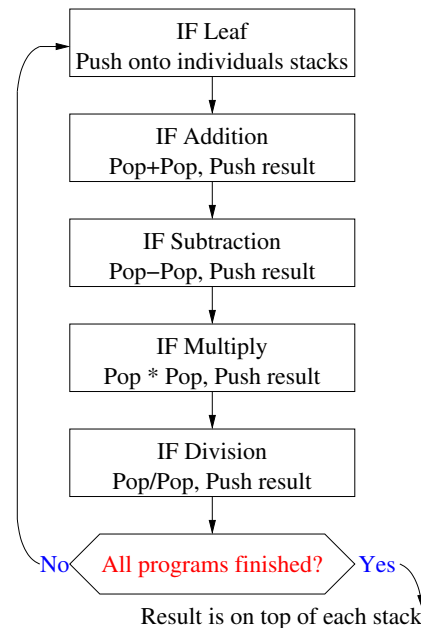 IF Leaf
Push onto individuals stacks
IF Addition
Pop+Pop, Push result
IF Subtraction
Pop−Pop, Push result
IF Multiply
Pop * Pop, Push result
IF Division
Pop/Pop, Push result
No All programs finished? Yes
Result is on top of each stack